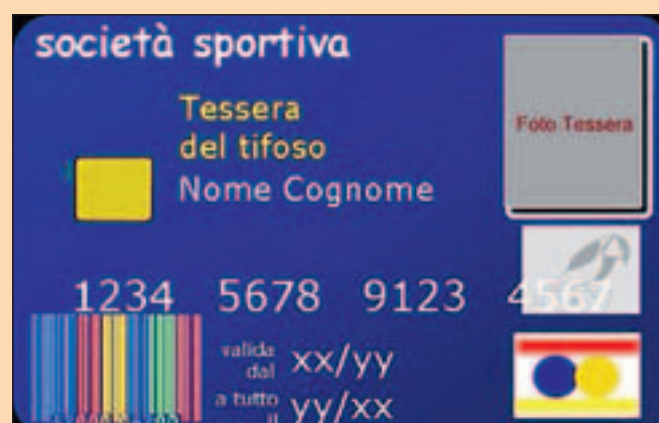 società sportiva
Foto Tessera
Tessera
del tifoso
Nome Cognome
1234 5678 9123 4567
valida
dal xx/yy
a tutto
il yy/xx